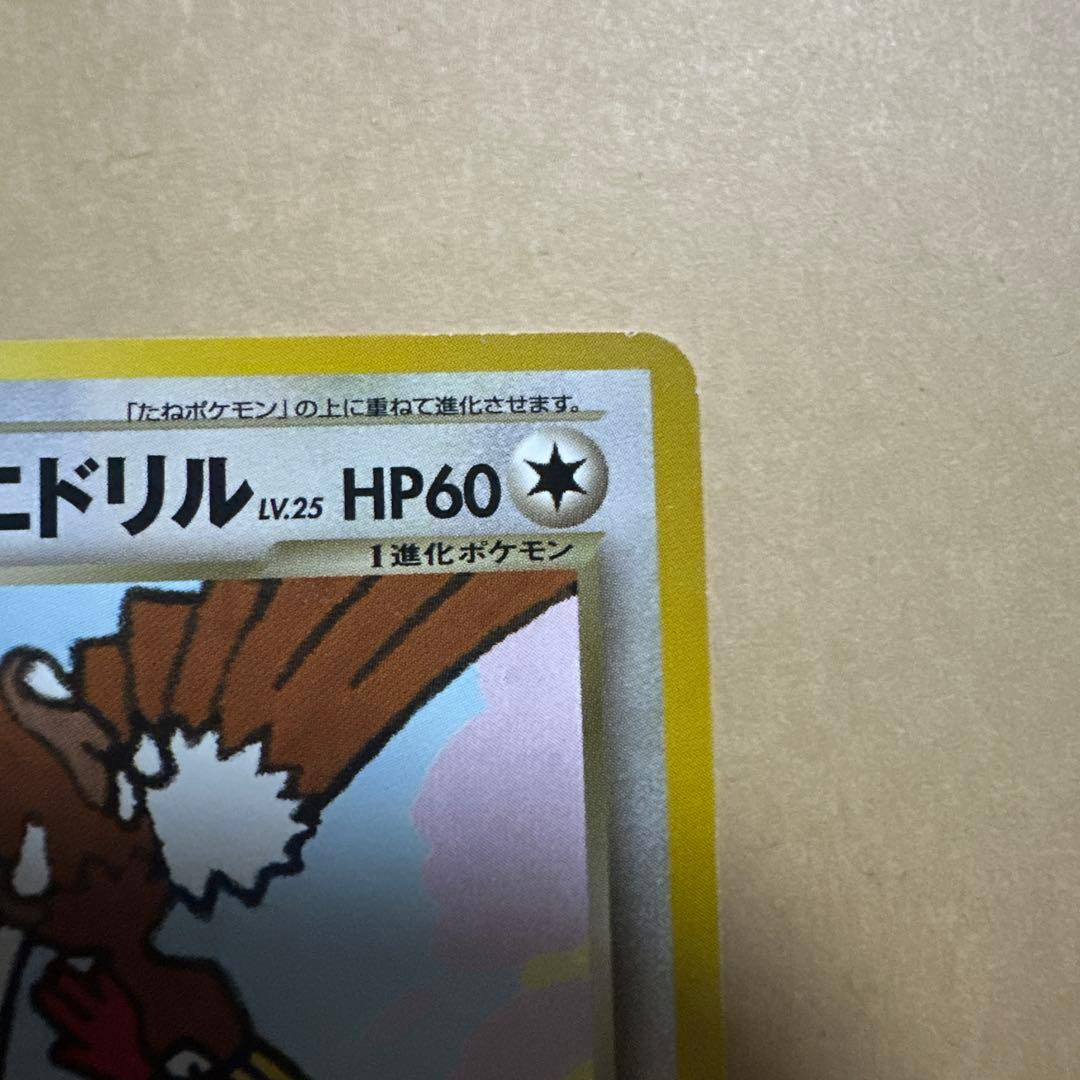 「たねポケモン」の上に重ねて進化させます。
ニドリル LV.25 HP60
1進化ポケモン